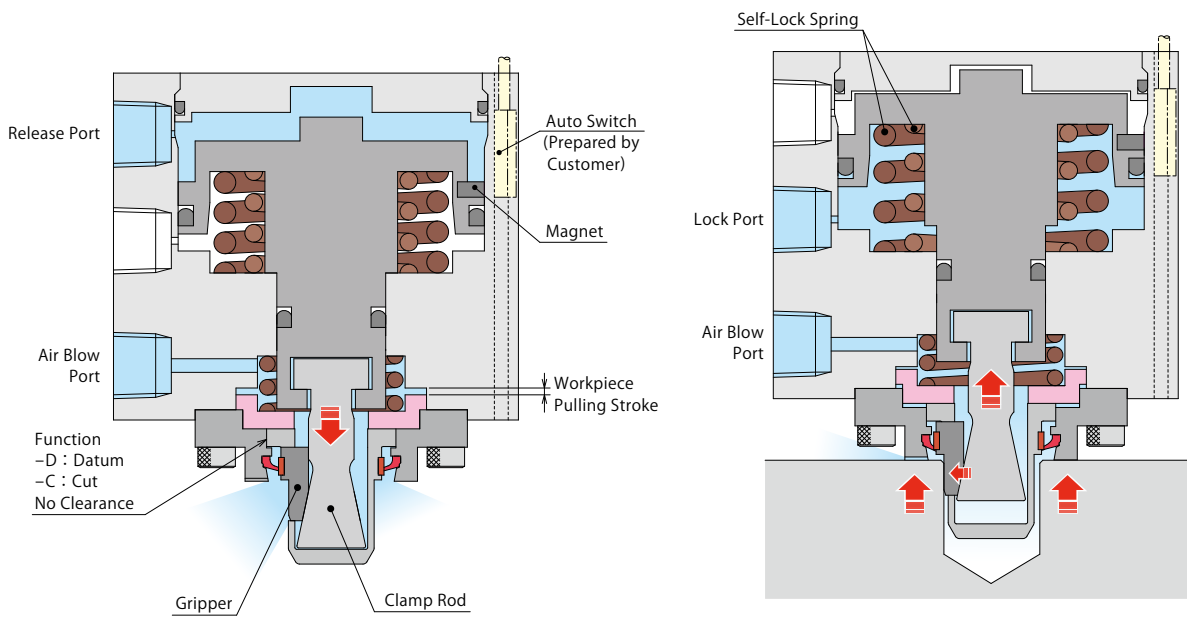 Release Port
Auto Switch
(Prepared by
Customer)
Magnet
Air Blow
Port
Workpiece
Pulling Stroke
Function
−D：Datum
−C：Cut
No Clearance
Gripper
Clamp Rod
Self-Lock Spring
Lock Port
Air Blow
Port